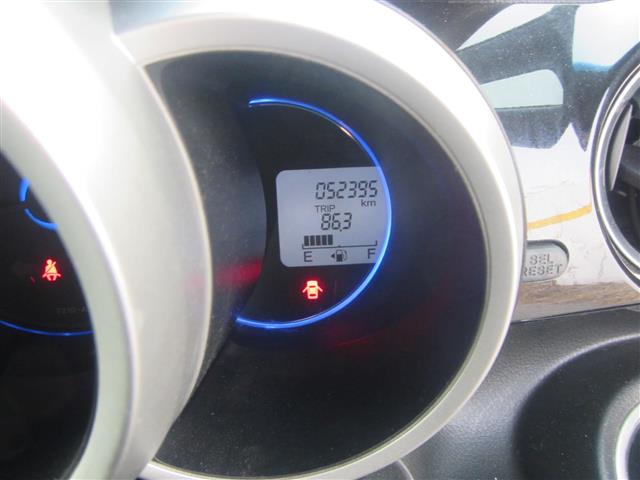 052395
km
TRIP
86.3
E F
SEL
RESET